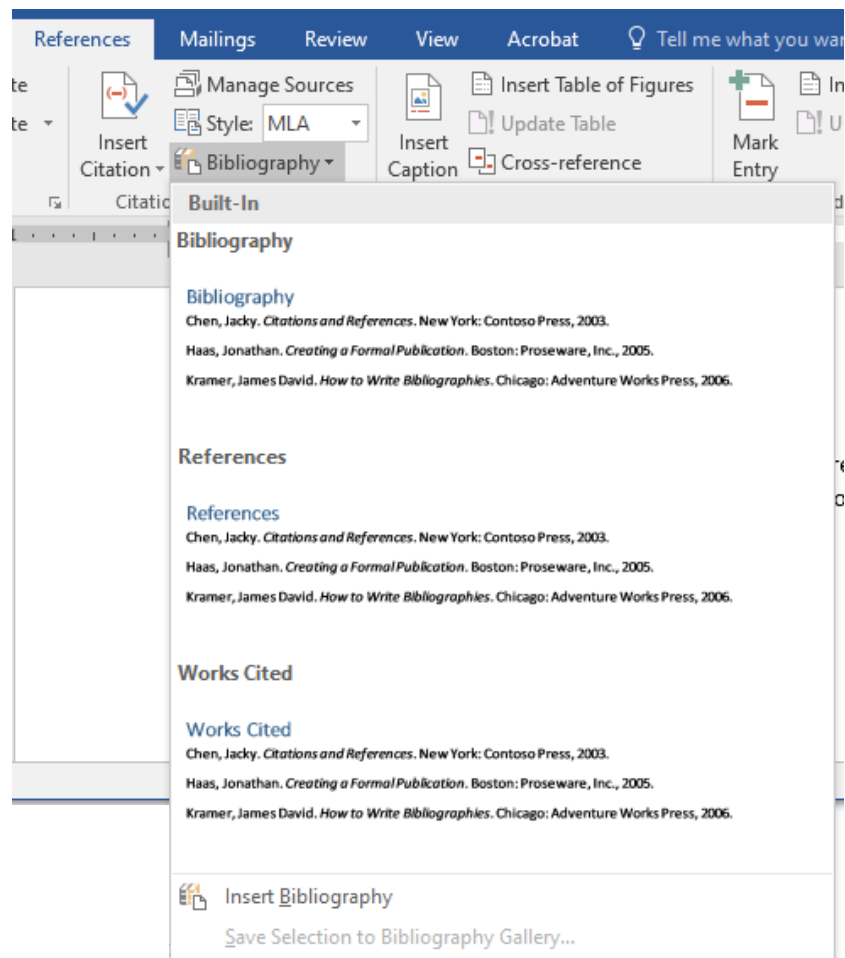 References Mailings Review View Acrobat Tell me what you
te Manage Sources Insert Table of Figures
te Style: MLA Update Table
Insert Citation Bibliography Insert Caption Cross-reference Mark Entry
Built-In
Bibliography
Bibliography
Chen, Jacky. Citations and References. New York: Contoso Press, 2003.
Haas, Jonathan. Creating a Formal Publication. Boston: Proseware, Inc., 2005.
Kramer, James David. How to Write Bibliographies. Chicago: Adventure Works Press, 2006.
References
References
Chen, Jacky. Citations and References. New York: Contoso Press, 2003.
Haas, Jonathan. Creating a Formal Publication. Boston: Proseware, Inc., 2005.
Kramer, James David. How to Write Bibliographies. Chicago: Adventure Works Press, 2006.
Works Cited
Works Cited
Chen, Jacky. Citations and References. New York: Contoso Press, 2003.
Haas, Jonathan. Creating a Formal Publication. Boston: Proseware, Inc., 2005.
Kramer, James David. How to Write Bibliographies. Chicago: Adventure Works Press, 2006.
Insert Bibliography
Save Selection to Bibliography Gallery...